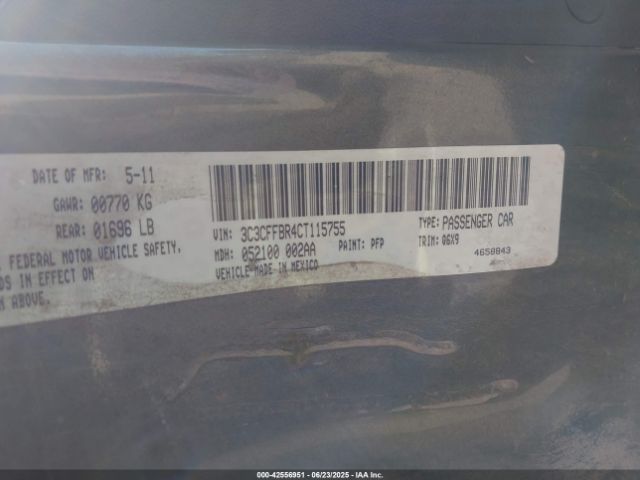 DATE OF MFR: 5-11
GAWR: 00770 KG
REAR: 01696 LB
FEDERAL MOTOR VEHICLE SAFETY,
IN EFFECT ON
ABOVE.
VIN: 3C3CFFBR4CT115755
TYPE: PASSENGER CAR
MDH: 052100 002AA
PAINT: PFP
TRIM: Q6X9
VEHICLE MADE IN MEXICO
4658843
000-42556951 - 06/23/2025 - IAA Inc.